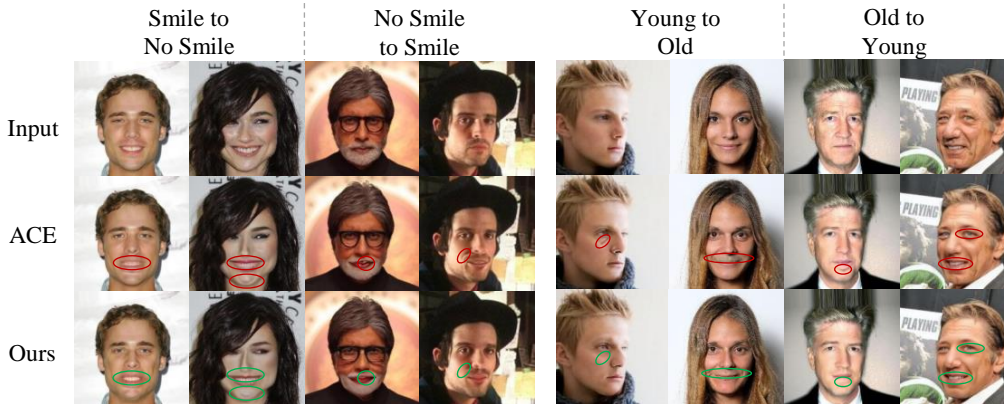 Smile to
No Smile
No Smile
to Smile
Young to
Old
Old to
Young
Input
PLAYING
ACE
PLAYING
Ours
PLAYING